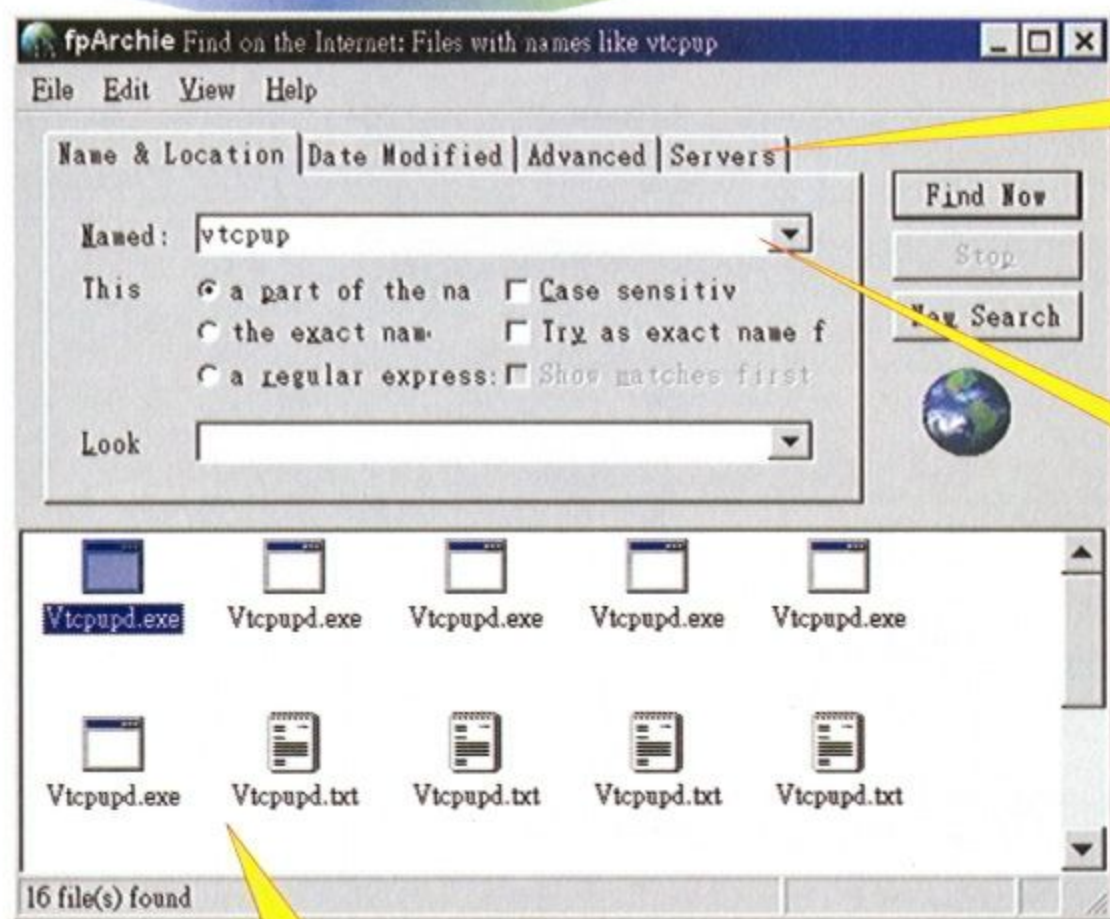 fpArchie Find on the Internet: Files with names like vtcpup
File Edit View Help
Name & Location Date Modified Advanced Servers
Find Now
Named: vtcpup
Stop
This a part of the na Case sensitiv
New Search
the exact nam Try as exact name f
a regular express: Show matches first
Look
Vtcpupd.exe Vtcpupd.exe Vtcpupd.exe Vtcpupd.exe Vtcpupd.exe
Vtcpupd.exe Vtcpupd.txt Vtcpupd.txt Vtcpupd.txt Vtcpupd.txt
16 file(s) found